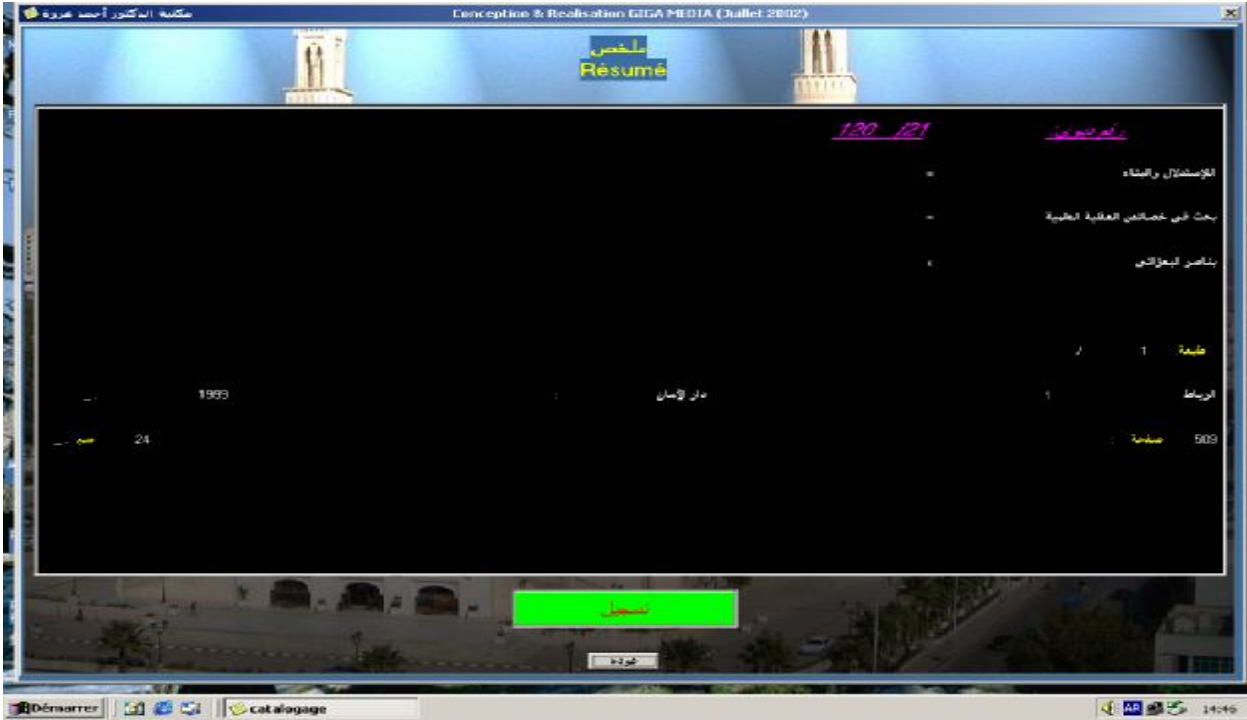 مكتبة الدكتور أحمد عروة
Conception & Realisation GIGA MEDIA (Juillet 2002)
ملخص
Résumé
120 /21
الإستدلال والبناء =
بحث في خصائص العقلية العلمية =
بناصر البعزاتي
طبعة 1 /
الرباط : دار الأمان : 1999 . _
509 صفحة : 24 سم . _
تسجيل
عودة
Démarrer catalogage AR 14:46